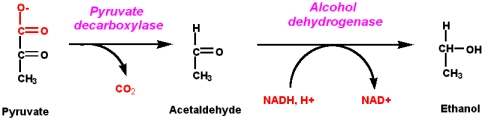 Pyruvate
decarboxylase
Alcohol
dehydrogenase
O-
C=O
C=O
CH3
H
C=O
CH3
H
CH-OH
CH3
CO2
NADH, H+
NAD+
Pyruvate
Acetaldehyde
Ethanol